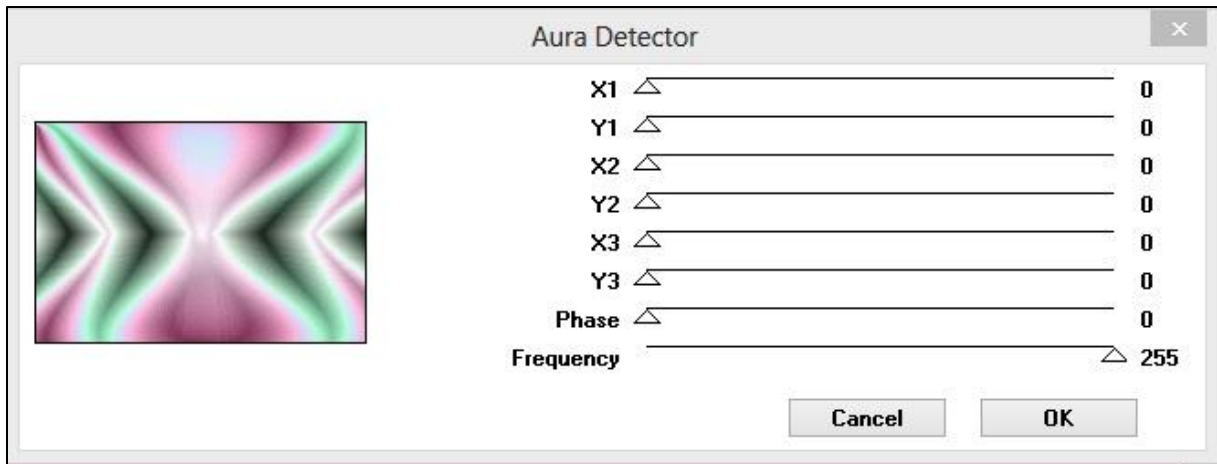 Aura Detector
X1 0
Y1 0
X2 0
Y2 0
X3 0
Y3 0
Phase 0
Frequency 255
Cancel OK